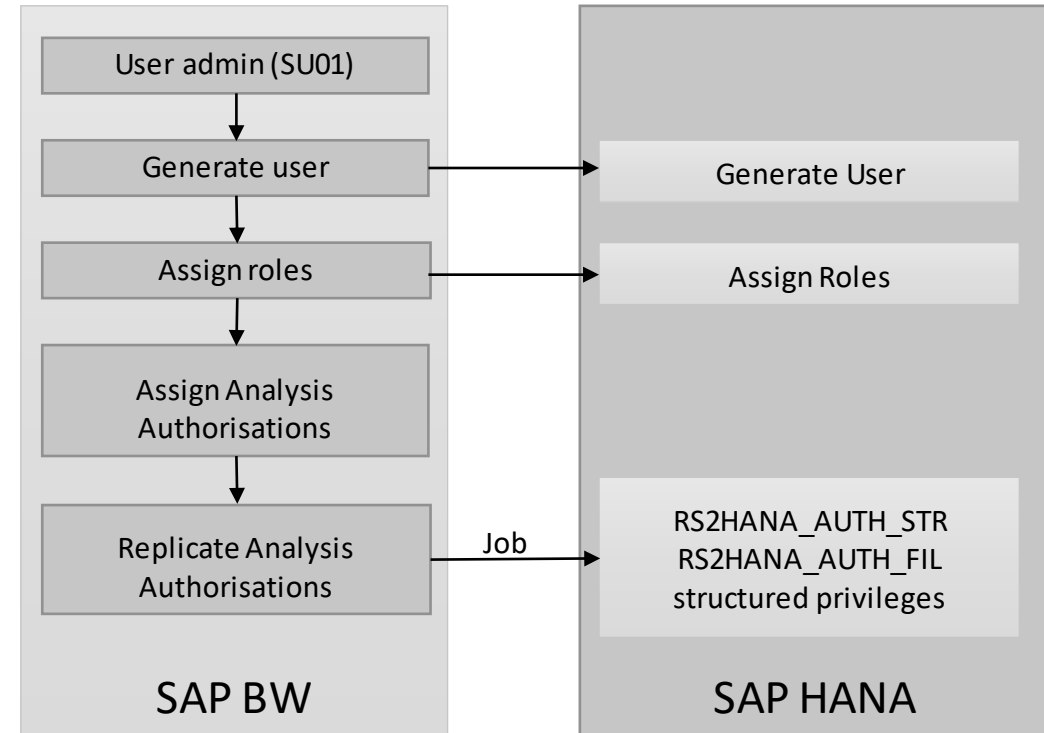 User admin (SU01)
Generate user
Generate User
Assign roles
Assign Roles
Assign Analysis
Authorisations
Replicate Analysis
Authorisations
Job
RS2HANA_AUTH_STR
RS2HANA_AUTH_FIL
structured privileges
SAP BW
SAP HANA